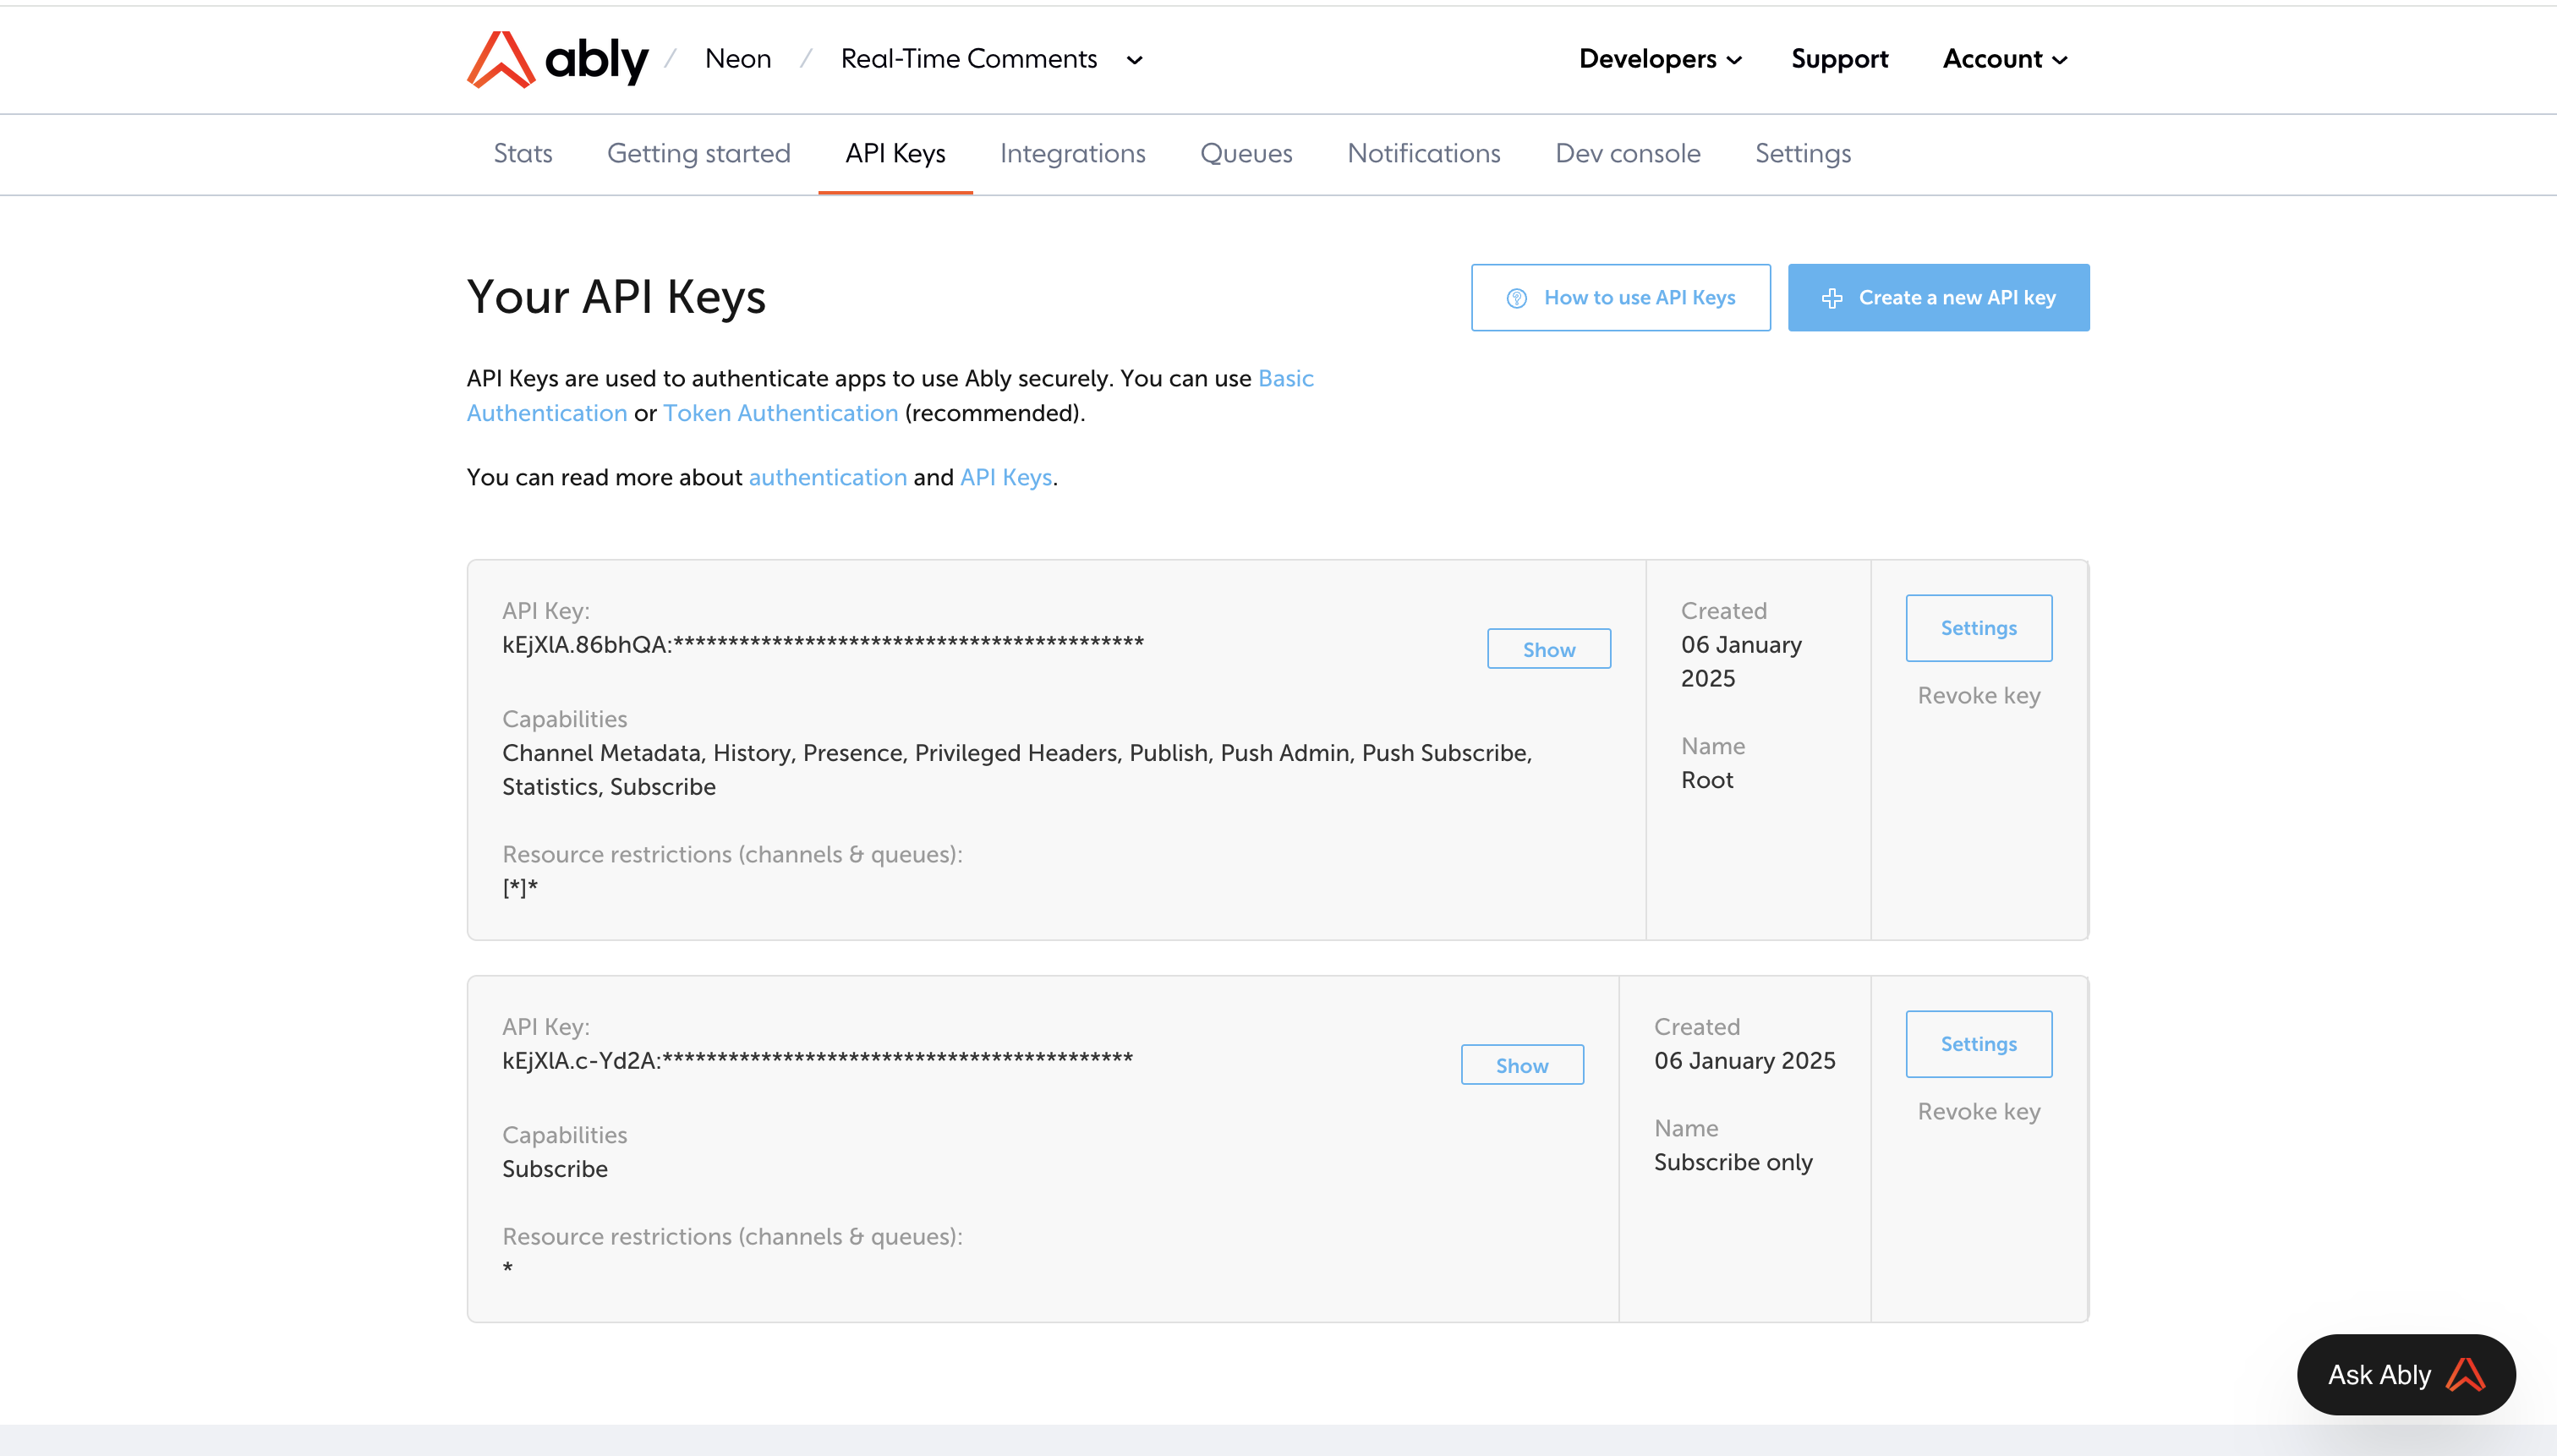 ably / Neon / Real-Time Comments
Developers Support Account
Stats Getting started API Keys Integrations Queues Notifications Dev console Settings
Your API Keys
How to use API Keys
Create a new API key
API Keys are used to authenticate apps to use Ably securely. You can use Basic
Authentication or Token Authentication (recommended).
You can read more about authentication and API Keys.
API Key:
kEjXlA.86bhQA:*******************************************
Show
Capabilities
Channel Metadata, History, Presence, Privileged Headers, Publish, Push Admin, Push Subscribe,
Statistics, Subscribe
Resource restrictions (channels & queues):
[*]*
Created
06 January
2025
Name
Root
Settings
Revoke key
API Key:
kEjXlA.c-Yd2A:*******************************************
Show
Capabilities
Subscribe
Resource restrictions (channels & queues):
*
Created
06 January 2025
Name
Subscribe only
Settings
Revoke key
Ask Ably